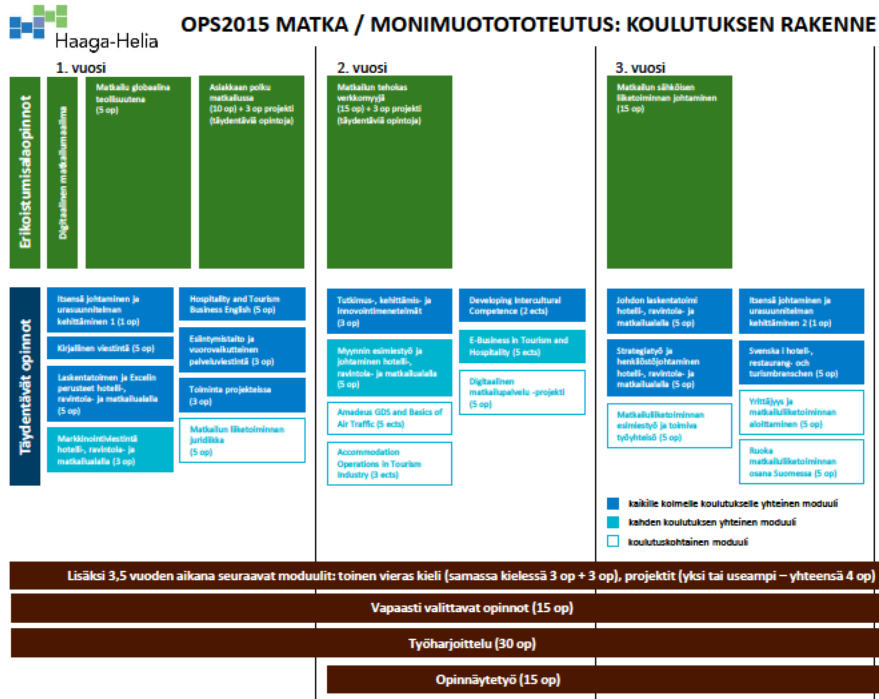 Haaga-Helia
OPS2015 MATKA / MONIMUOTOTOTEUTUS: KOULUTUKSEN RAKENNE
1. vuosi
2. vuosi
3. vuosi
Erikoistumisalaopinnot
Digitaalinen matkailumaailma
Matkailu globaalina
teollisuutena
(5 op)
Asiakkaan polku
matkailussa
(10 op) + 3 op projekti
(täydentäviä opintoja)
Matkailun tehokas
verkkomyyjä
(15 op) + 3 op projekti
(täydentäviä opintoja)
Matkailun sähköisen
liiketoiminnan johtaminen
(15 op)
Täydentävät opinnot
Itsensä johtaminen ja
urasuunnitelman
kehittäminen 1 (1 op)
Kirjallinen viestintä (5 op)
Laskentatoimen ja Excelin
perusteet hotelli-,
ravintola- ja matkailualalla
(5 op)
Markkinointiviestintä
hotelli-, ravintola- ja
matkailualalla (3 op)
Hospitality and Tourism
Business English (5 op)
Esiintymistaito ja
vuorovaikutteinen
palveluviestintä (3 op)
Toiminta projekteissa
(3 op)
Matkailun liiketoiminnan
juridiikka
(5 op)
Tutkimus-, kehittämis- ja
innovointimenetelmät
(3 op)
Myynnin esimiestyö ja
johtaminen hotelli-,
ravintola- ja matkailualalla
(5 op)
Amadeus GDS and Basics of
Air Traffic (5 ects)
Accommodation
Operations in Tourism
Industry (3 ects)
Developing Intercultural
Competence (2 ects)
E-Business in Tourism and
Hospitality (5 ects)
Digitaalinen
matkailupalvelu -projekti
(5 op)
Johdon laskentatoimi
hotelli-, ravintola- ja
matkailualalla (5 op)
Strategiatyö ja
henkilöstöjohtaminen
hotelli-, ravintola- ja
matkailualalla (5 op)
Matkailuliiketoiminnan
esimiestyö ja toimiva
työyhteisö (5 op)
Itsensä johtaminen ja
urasuunnitelman
kehittäminen 2 (1 op)
Svenska i hotell-,
restaurang- och
turismbranschen (5 op)
Yrittäjyys ja
matkailuliiketoiminnan
aloittaminen (5 op)
Ruoka
matkailuliiketoiminnan
osana Suomessa (5 op)
kaikille kolmelle koulutukselle yhteinen moduuli
kahden koulutuksen yhteinen moduuli
koulutuskohtainen moduuli
Lisäksi 3,5 vuoden aikana seuraavat moduulit: toinen vieras kieli (samassa kielessä 3 op + 3 op), projektit (yksi tai useampi – yhteensä 4 op)
Vapaasti valittavat opinnot (15 op)
Työharjoittelu (30 op)
Opinnäytetyö (15 op)